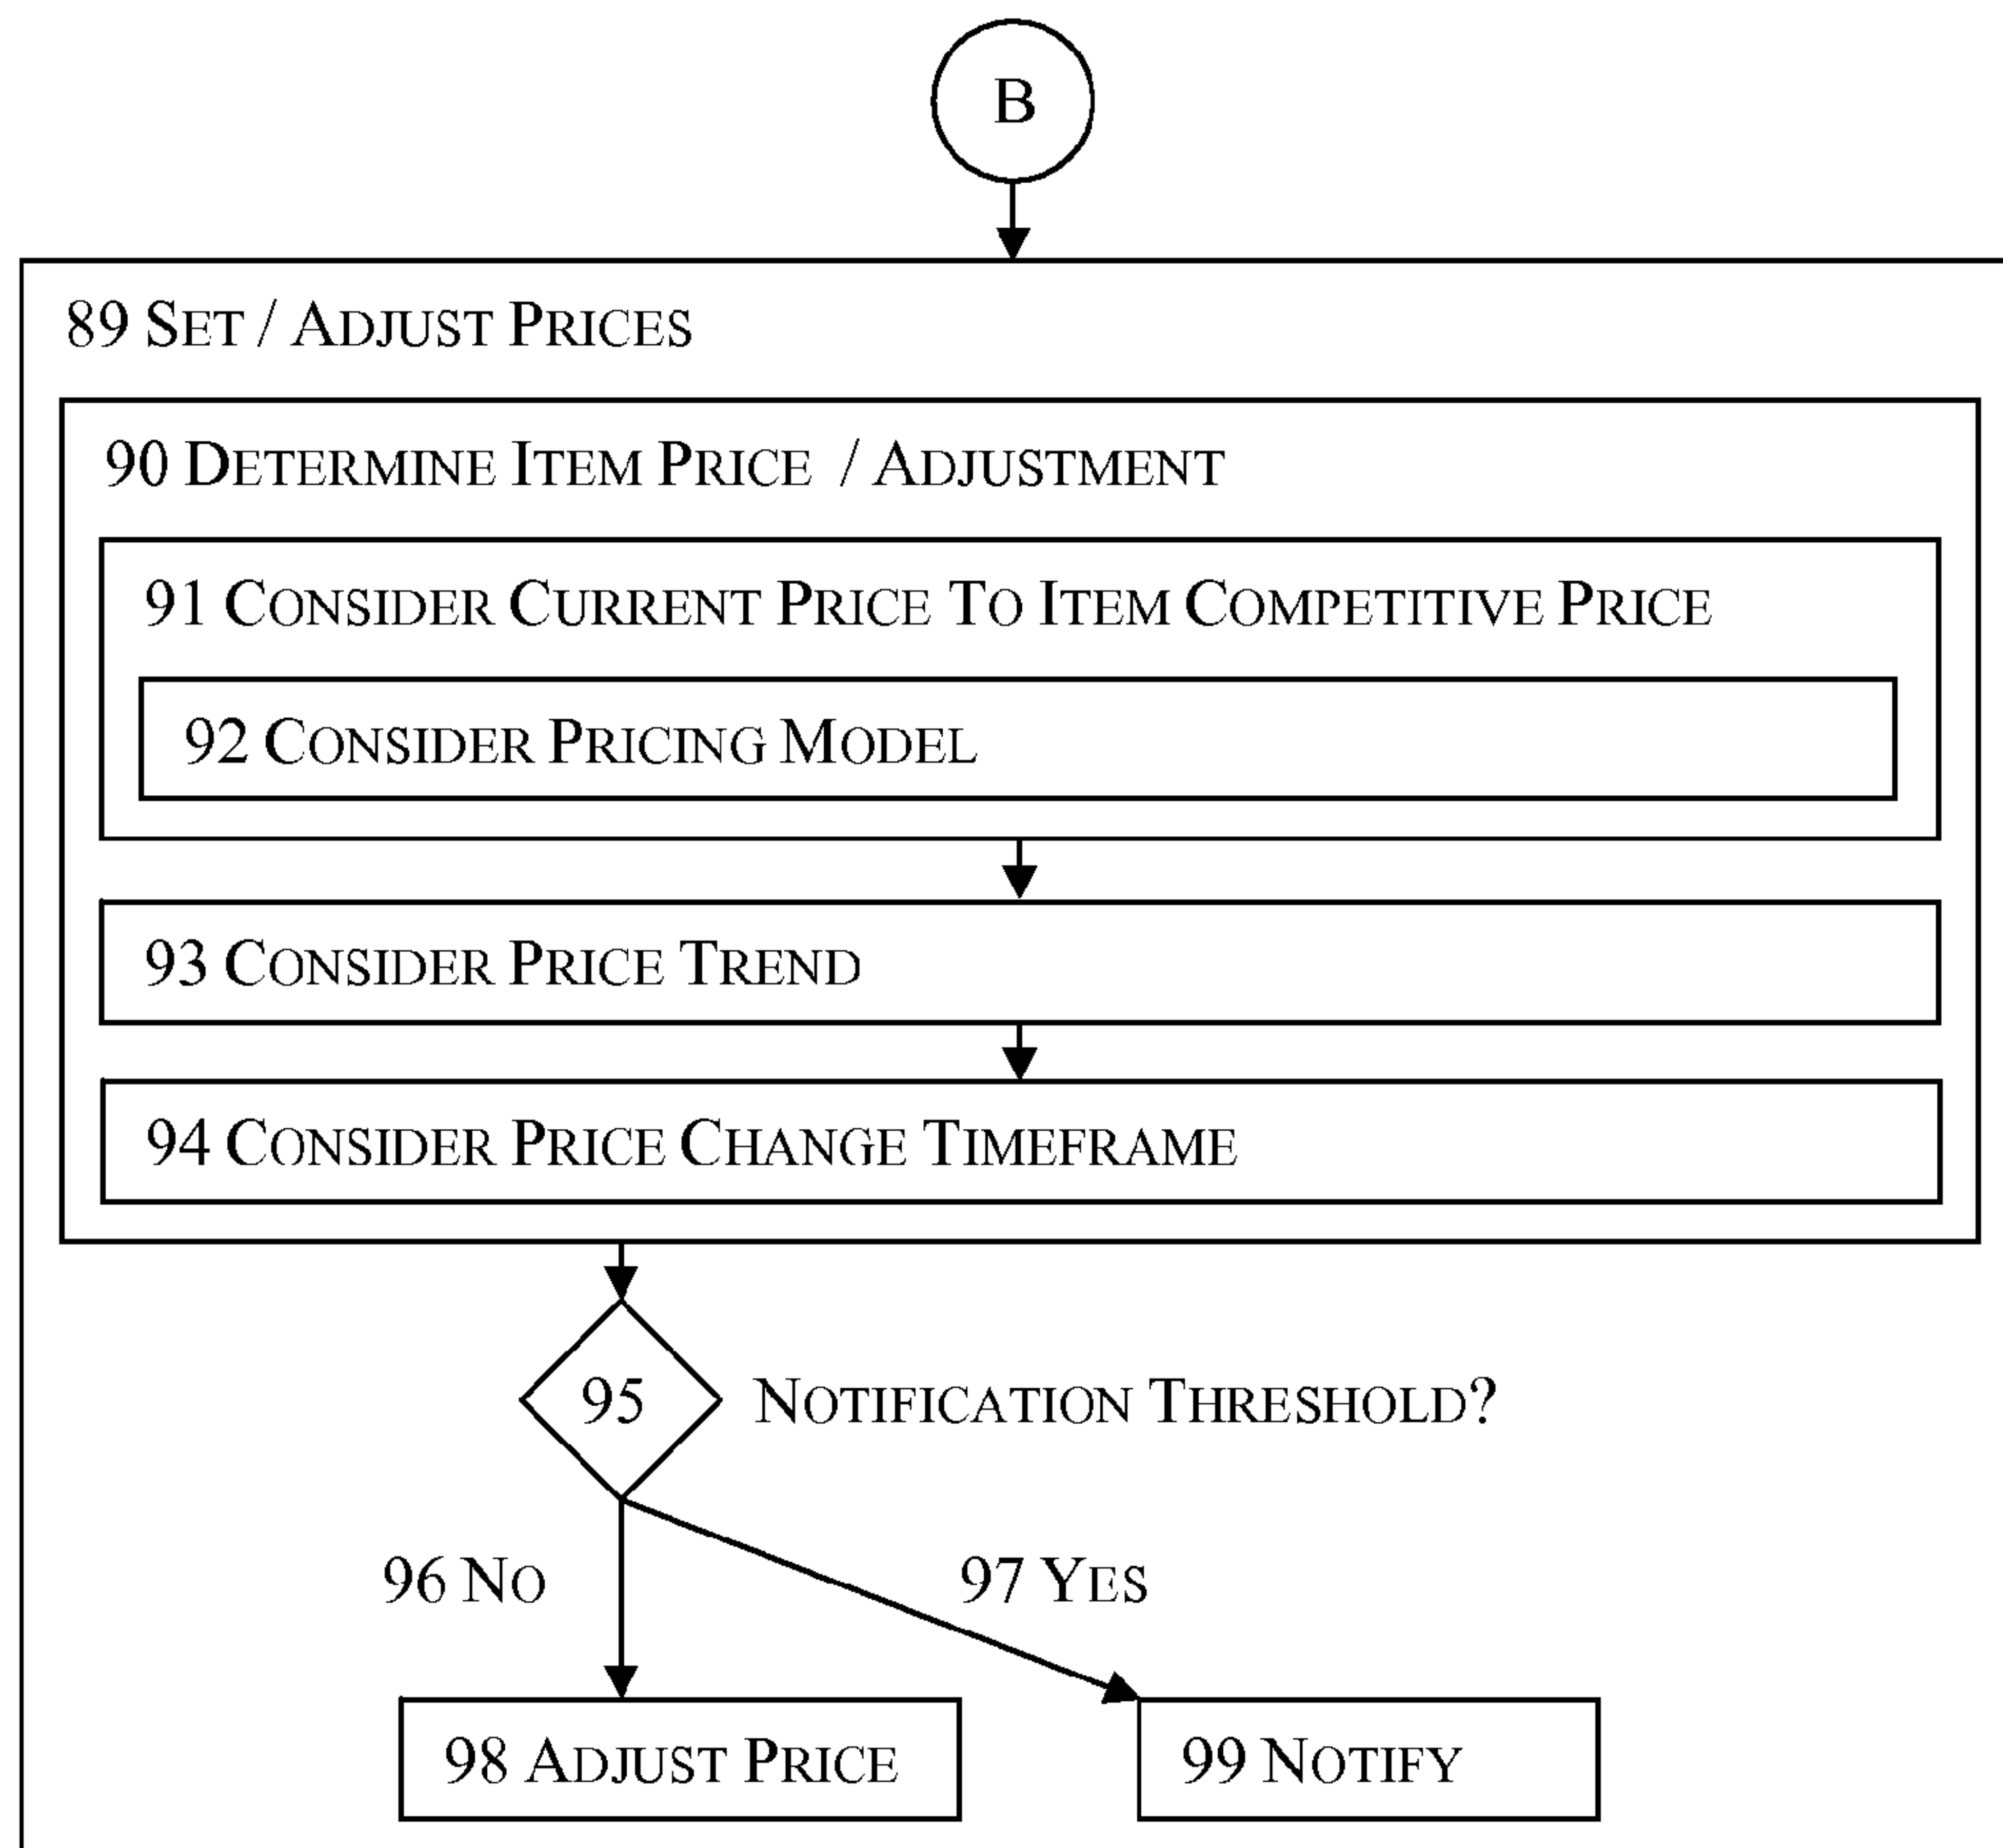 B
89 SET / ADJUST PRICES
90 DETERMINE ITEM PRICE / ADJUSTMENT
91 CONSIDER CURRENT PRICE TO ITEM COMPETITIVE PRICE
92 CONSIDER PRICING MODEL
93 CONSIDER PRICE TREND
94 CONSIDER PRICE CHANGE TIMEFRAME
95 NOTIFICATION THRESHOLD?
96 NO
97 YES
98 ADJUST PRICE
99 NOTIFY